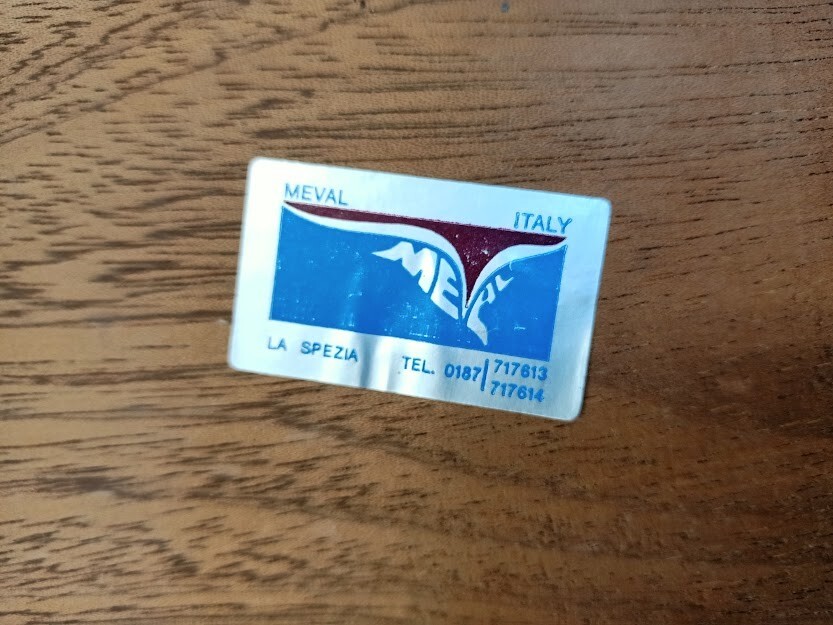 MEVAL
ITALY
MEVAL
LA SPEZIA TEL. 0187 717613
717614